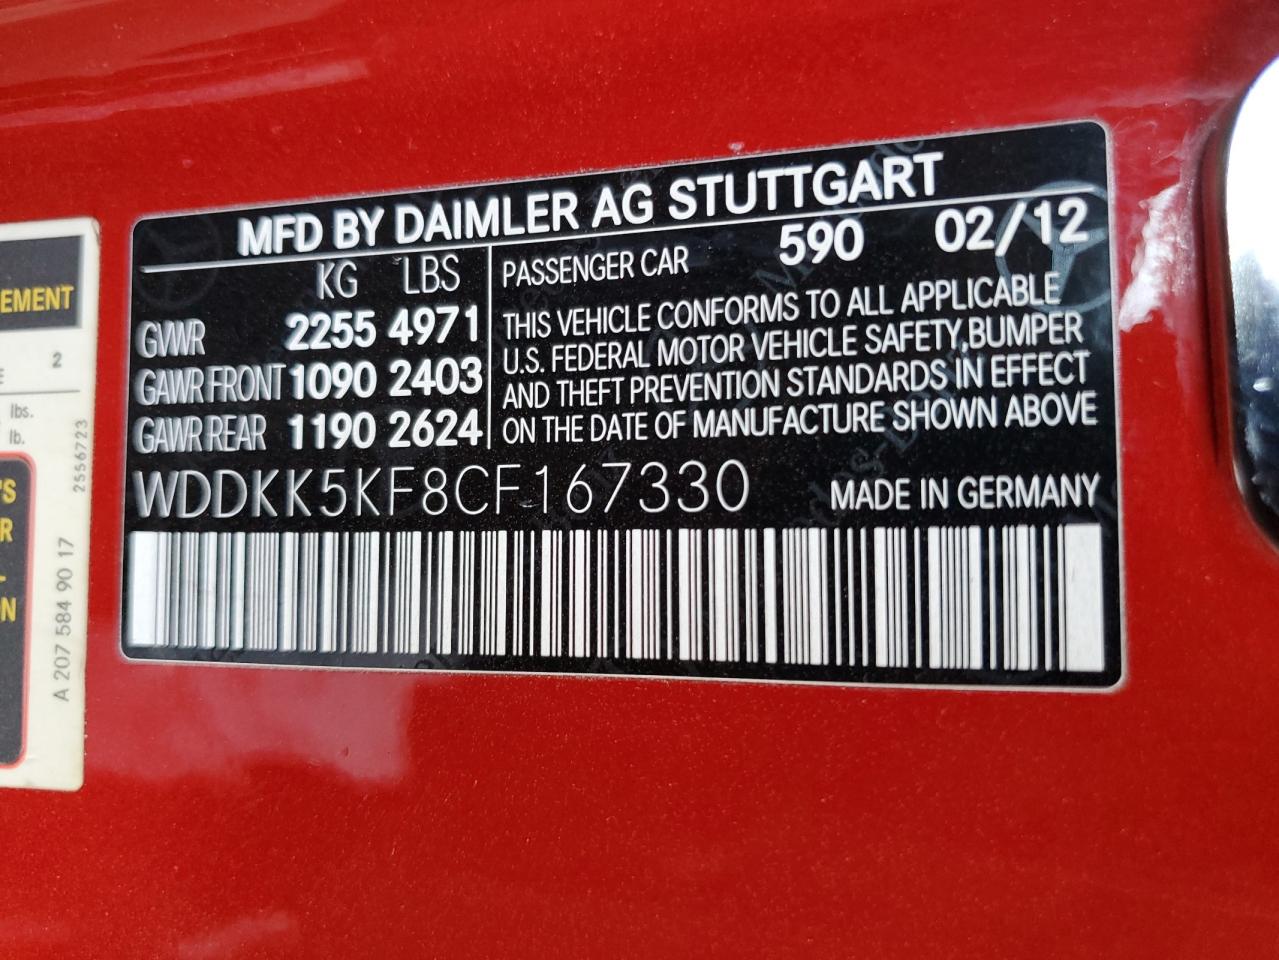 MFD BY DAIMLER AG STUTTGART
KG LBS
GVWR 2255 4971
GAWR FRONT 1090 2403
GAWR REAR 1190 2624
PASSENGER CAR 590 02/12
THIS VEHICLE CONFORMS TO ALL APPLICABLE
U.S. FEDERAL MOTOR VEHICLE SAFETY, BUMPER
AND THEFT PREVENTION STANDARDS IN EFFECT
ON THE DATE OF MANUFACTURE SHOWN ABOVE
WDDKK5KF8CF167330 MADE IN GERMANY
EMENT
2
lbs.
lb.
2556723
'S
R
-
ON
A 207 584 90 17